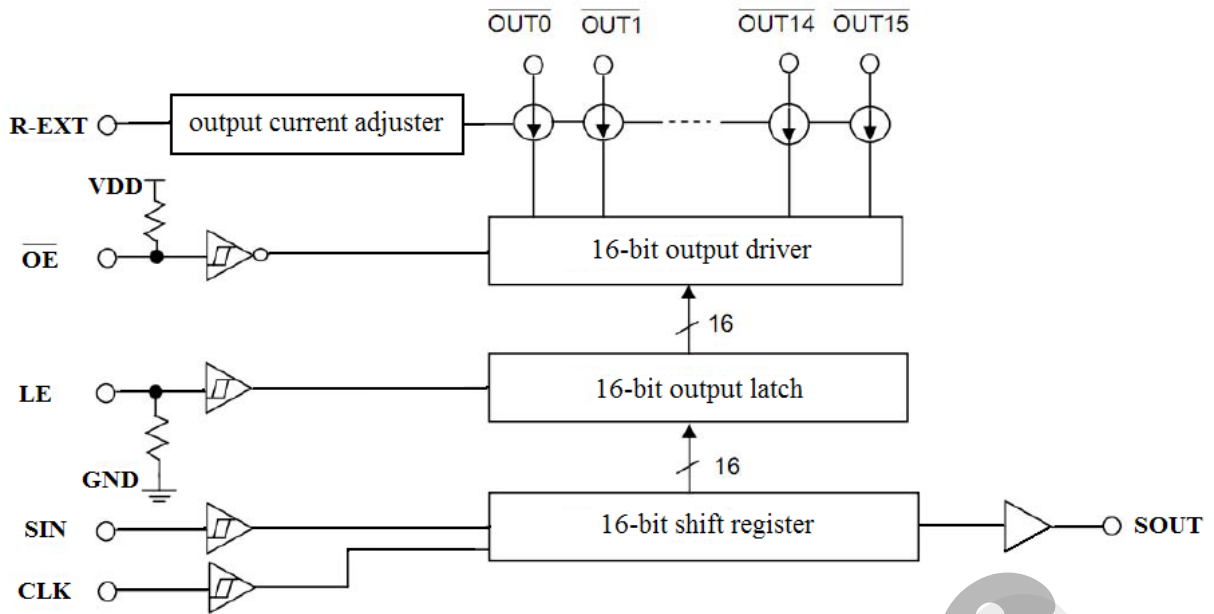 OUT0 OUT1 OUT14 OUT15
R-EXT output current adjuster
VDD
OE 16-bit output driver
16
LE 16-bit output latch
16
GND
SIN 16-bit shift register SOUT
CLK